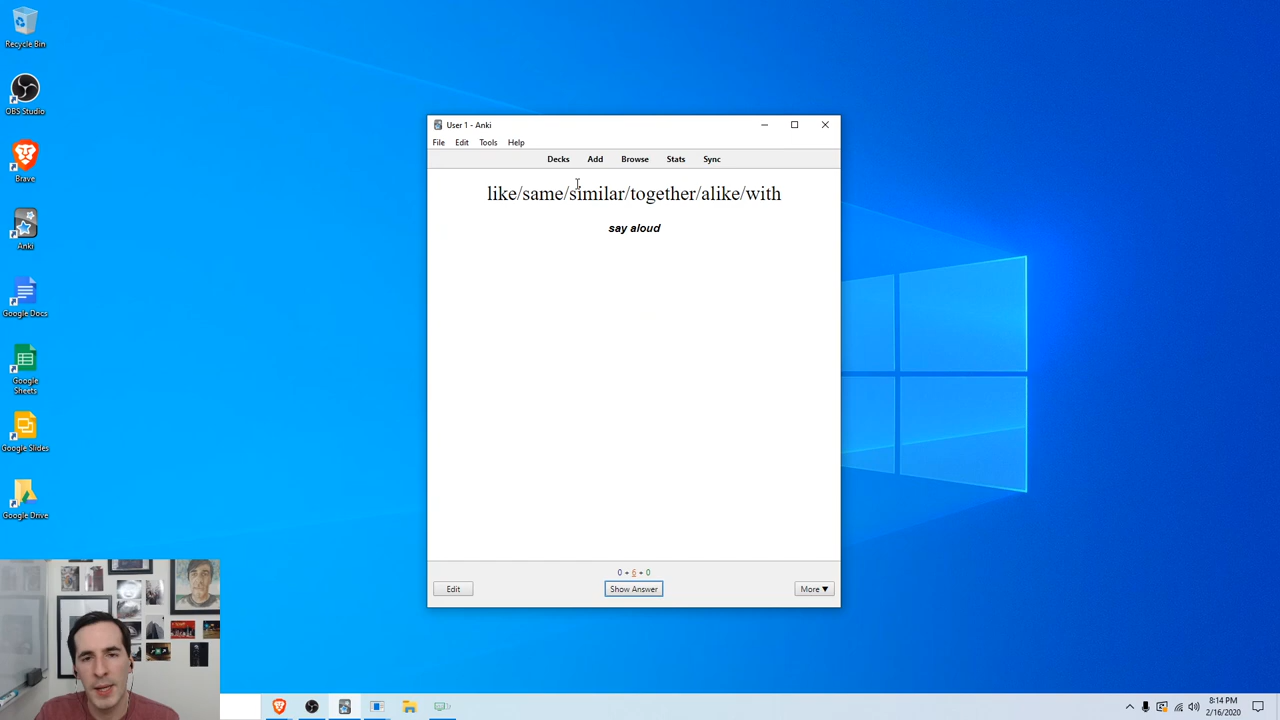 Recycle Bin
OBS Studio
Brave
Anki
Google Docs
Google
Sheets
Google Slides
Google Drive
User 1 - Anki
File Edit Tools Help
Decks Add Browse Stats Sync
like/same/similar/together/alike/with
say aloud
0 + 6 + 0
Edit Show Answer More ▼
8:14 PM
2/16/2020